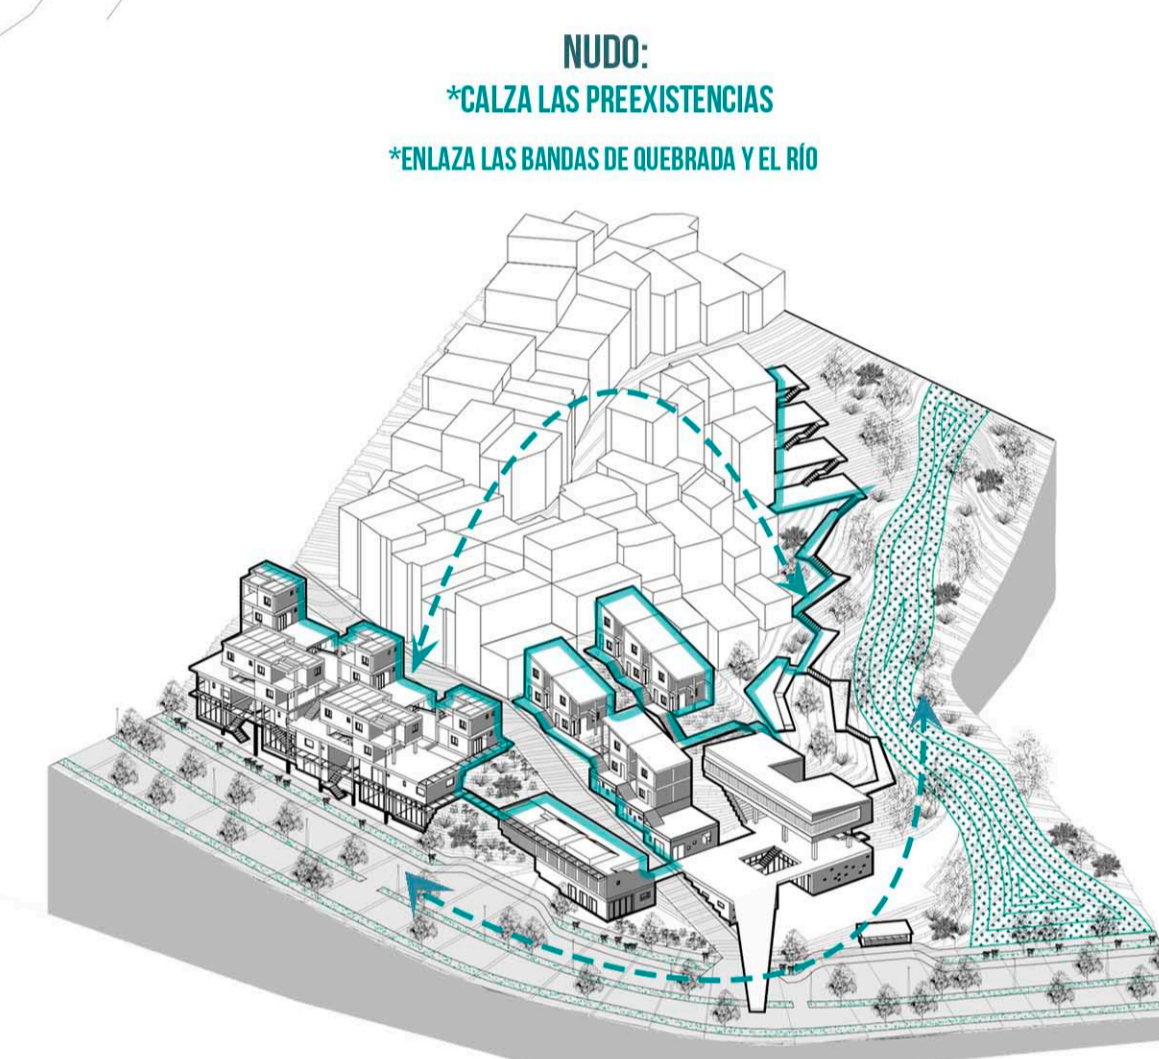 NUDO:
*CALZA LAS PREEXISTENCIAS
*ENLAZA LAS BANDAS DE QUEBRADA Y EL RÍO